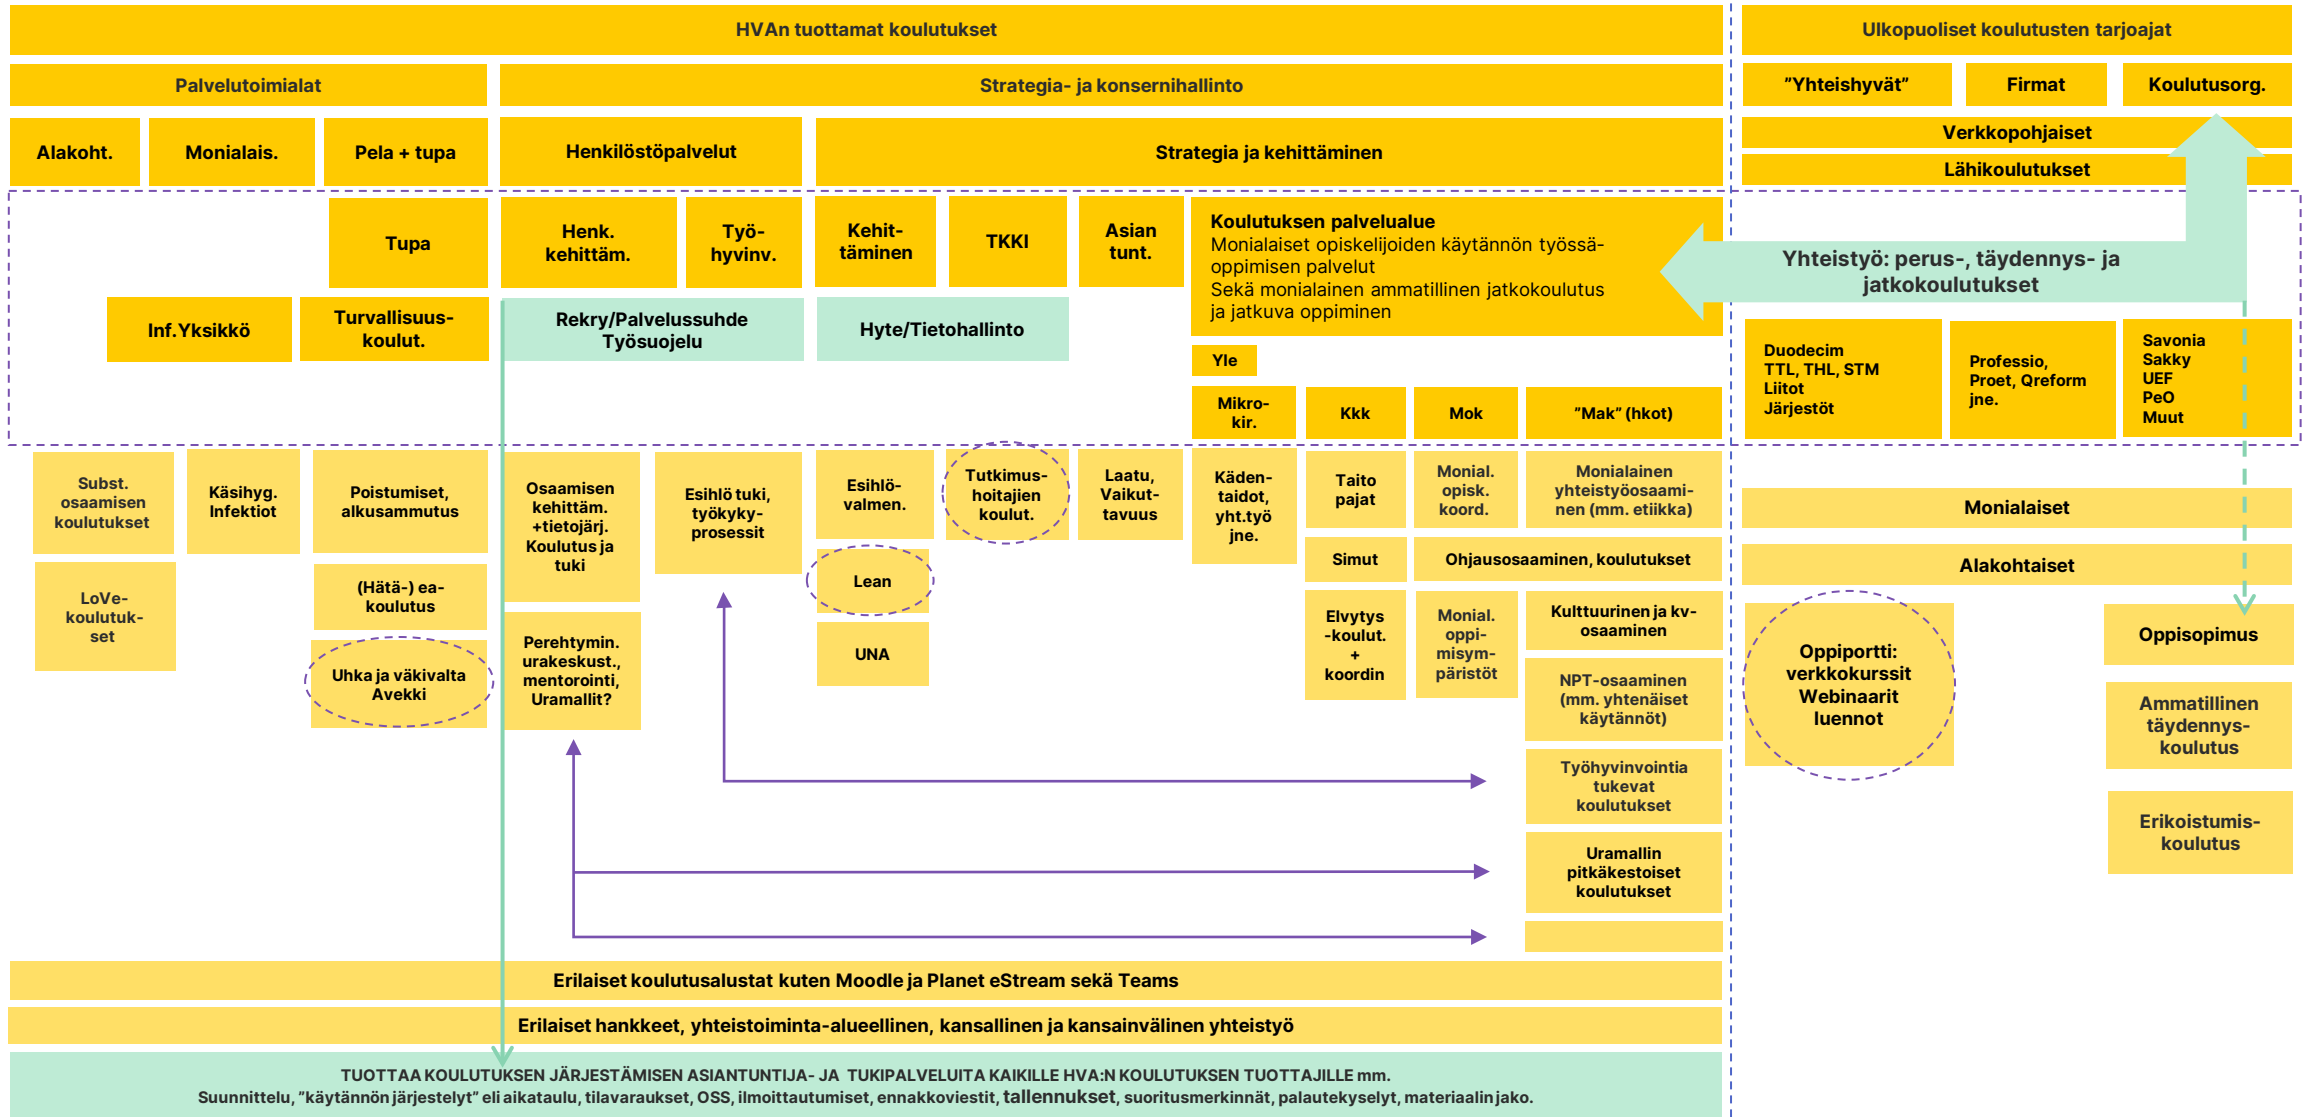 HVAn tuottamat koulutukset
Ulkopuoliset koulutusten tarjoajat
Palvelutoimialat
Strategia- ja konsernihallinto
”Yhteishyvät”
Firmat
Koulutusorg.
Alakoht.
Monialais.
Pela + tupa
Henkilöstöpalvelut
Strategia ja kehittäminen
Verkkopohjaiset
Lähikoulutukset
Tupa
Henk.
kehittäm.
Työ-
hyvinv.
Kehit-
täminen
TKKI
Asian
tunt.
Koulutuksen palvelualue
Monialaiset opiskelijoiden käytännön työssä-
oppimisen palvelut
Sekä monialainen ammatillinen jatkokoulutus
ja jatkuva oppiminen
Yhteistyö: perus-, täydennys- ja
jatkokoulutukset
Inf.Yksikkö
Turvallisuus-
koulut.
Rekry/Palvelussuhde
Työsuojelu
Hyte/Tietohallinto
Yle
Mikro-
kir.
Kkk
Mok
”Mak” (hkot)
Duodecim
TTL, THL, STM
Liitot
Järjestöt
Professio,
Proet, Qreform
jne.
Savonia
Sakky
UEF
PeO
Muut
Subst.
osaamisen
koulutukset
Käsihyg.
Infektiot
Poistumiset,
alkusammutus
Osaamisen
kehittäm.
+tietojärj.
Koulutus ja
tuki
Esihlö tuki,
työkyky-
prosessit
Esihlö-
valmen.
Tutkimus-
hoitajien
koulut.
Laatu,
Vaikut-
tavuus
Käden-
taidot,
yht.työ
jne.
Taito
pajat
Monial.
opisk.
koord.
Monialainen
yhteistyöosaami-
nen (mm. etiikka)
Monialaiset
Simut
Ohjausosaaminen, koulutukset
Alakohtaiset
LoVe-
koulutuk-
set
(Hätä-) ea-
koulutus
Lean
Elvytys
-koulut.
+
koordin
Monial.
oppi-
misym-
päristöt
Kulttuurinen ja kv-
osaaminen
Uhka ja väkivalta
Avekki
Perehtymin.
urakeskust.,
mentorointi,
Uramallit?
UNA
NPT-osaaminen
(mm. yhtenäiset
käytännöt)
Oppiportti:
verkkokurssit
Webinaarit
luennot
Oppisopimus
Ammatillinen
täydennys-
koulutus
Työhyvinvointia
tukevat
koulutukset
Erikoistumis-
koulutus
Uramallin
pitkäkestoiset
koulutukset
Erilaiset koulutusalustat kuten Moodle ja Planet eStream sekä Teams
Erilaiset hankkeet, yhteistoiminta-alueellinen, kansallinen ja kansainvälinen yhteistyö
TUOTTAA KOULUTUKSEN JÄRJESTÄMISEN ASIANTUNTIJA- JA TUKIPALVELUITA KAIKILLE HVA:N KOULUTUKSEN TUOTTAJILLE mm.
Suunnittelu, ”käytännön järjestelyt” eli aikataulu, tilavaraukset, OSS, ilmoittautumiset, ennakkoviestit, tallennukset, suoritusmerkinnät, palautekyselyt, materiaalin jako.